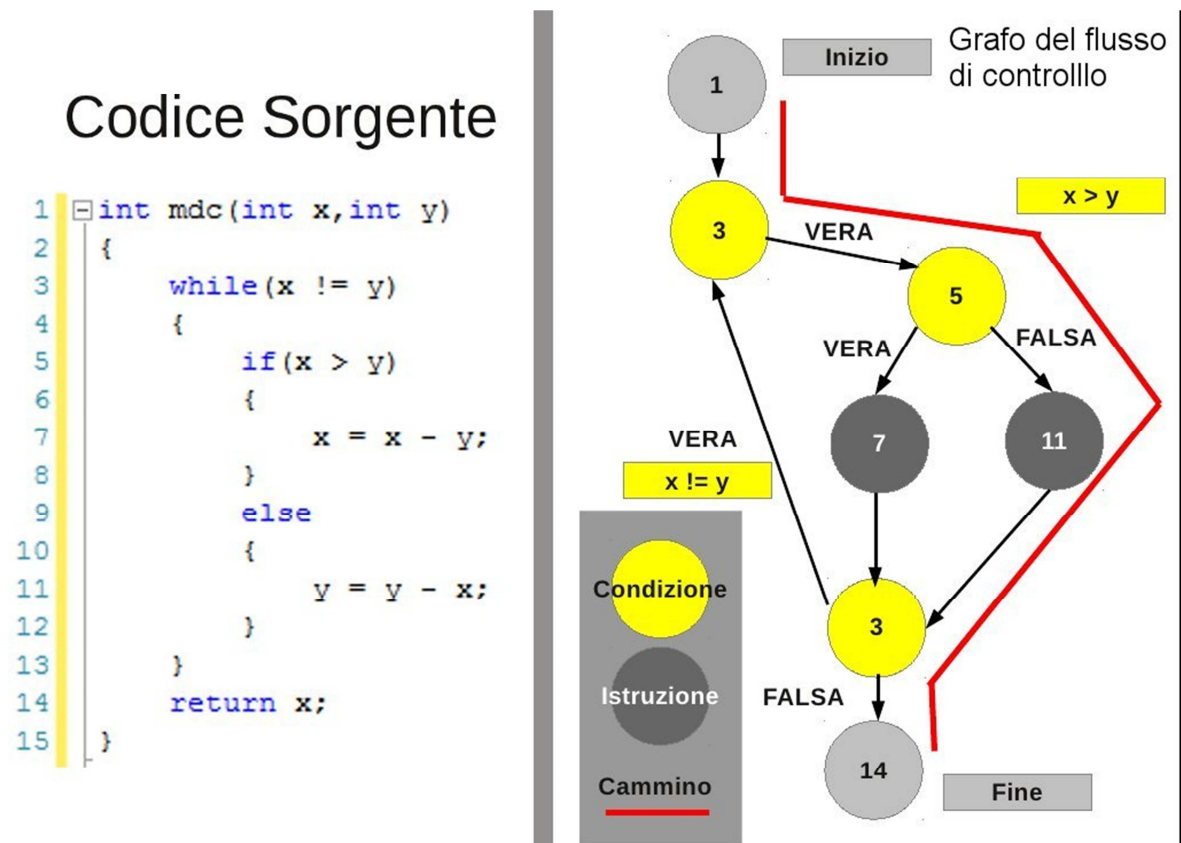 Codice Sorgente
1 int mdc(int x,int y)
2 {
3 while(x != y)
4 {
5 if(x > y)
6 {
7 x = x - y;
8 }
9 else
10 {
11 y = y - x;
12 }
13 }
14 return x;
15 }
Grafo del flusso
di controlllo
Inizio
1
x > y
3
VERA
5
VERA
FALSA
7
11
VERA
x != y
Condizione
3
Istruzione
FALSA
14
Cammino
Fine